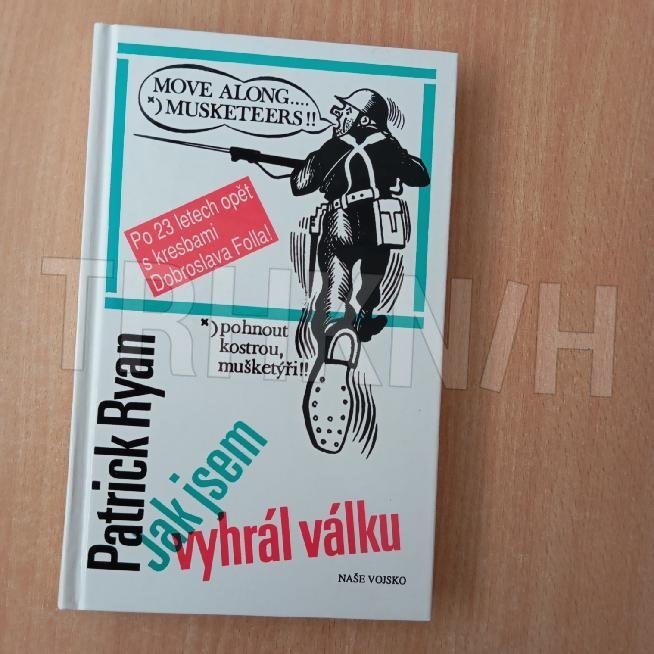 MOVE ALONG....
*) MUSKETEERS!!
Po 23 letech opět
s kresbami
Dobroslava Folla!
*) pohnout
kostrou,
mušketýři!!
Patrick Ryan
Jak jsem
vyhrál válku
NAŠE VOJSKO
TRHKNIH